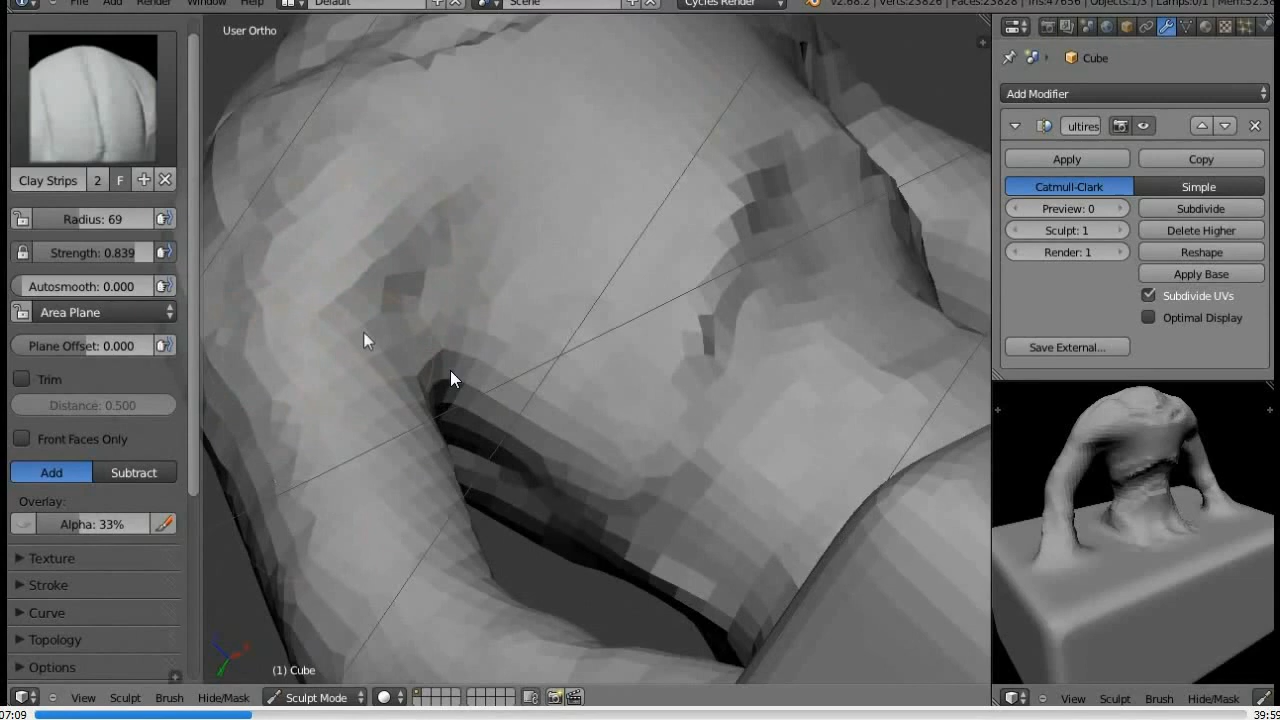 File Add Render Window Help Default Scene Cycles Render v2.68.2 | Verts:23826 | Faces:23828 | Tris:47656 | Objects:1/3 | Lamps:0/1 |
User Ortho
Cube
Add Modifier
ultires
Clay Strips 2 F
Apply Copy
Catmull-Clark Simple
Radius: 69
Preview: 0 Subdivide
Sculpt: 1 Delete Higher
Strength: 0.839
Render: 1 Reshape
Apply Base
Autosmooth: 0.000
Subdivide UVs
Area Plane
Optimal Display
Plane Offset: 0.000
Save External...
Trim
Distance: 0.500
Front Faces Only
Add Subtract
Overlay:
Alpha: 33%
Texture
Stroke
Curve
Topology
Options
(1) Cube
View Sculpt Brush Hide/Mask Sculpt Mode
View Sculpt Brush Hide/Mask
07:09 39:59